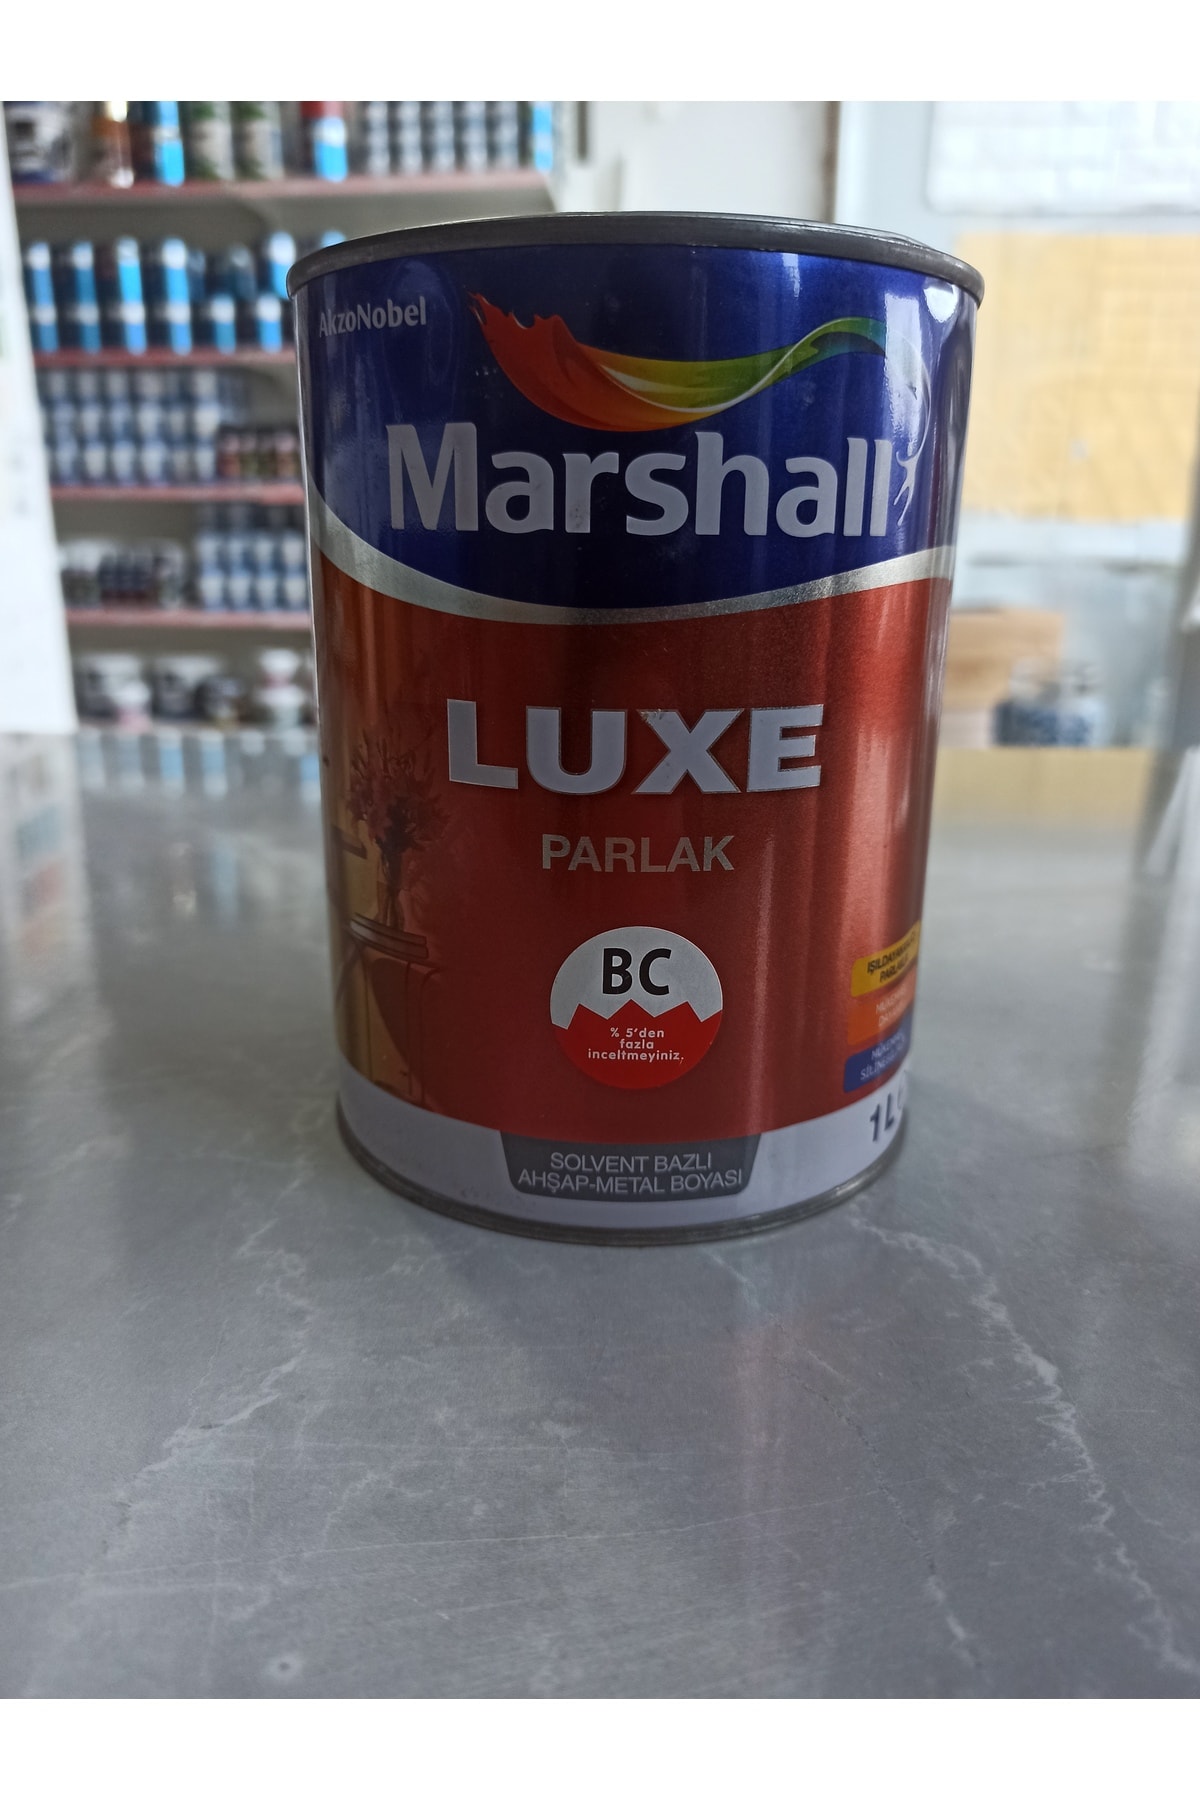 AkzoNobel
Marshall
LUXE
PARLAK
BC
% 5'den
fazla
inceltmeyiniz.
1L
SOLVENT BAZLI
AHŞAP-METAL BOYASI